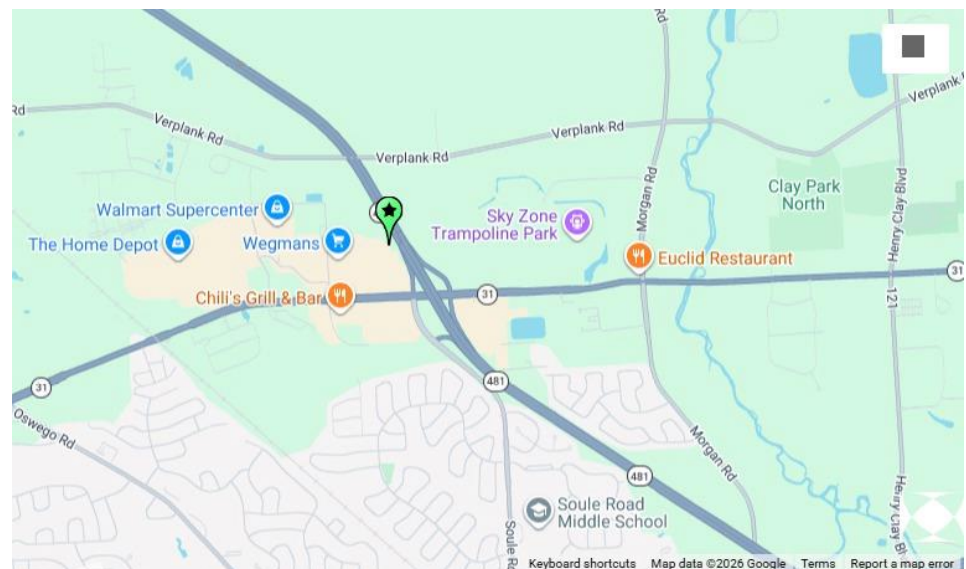 Verplank Rd
Rd
Verplank Rd
Verplank Rd
Verplank Rd
Morgan Rd
Henry Clay Blvd
Clay Park
North
Walmart Supercenter
Sky Zone
Trampoline Park
The Home Depot
Wegmans
Euclid Restaurant
31
Chili's Grill & Bar
31
121
481
31
Oswego Rd
Morgan Rd
481
Soule Road
Middle School
Soule Rd
Henry Clay Bl
Keyboard shortcuts
Map data ©2026 Google
Terms
Report a map error